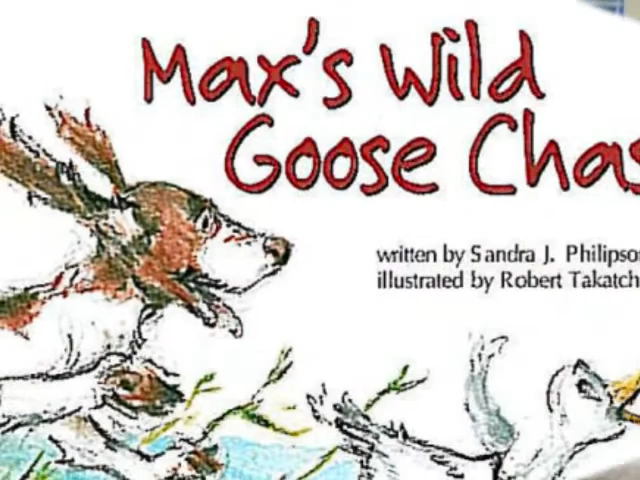 Max's Wild
Goose Chas
written by Sandra J. Philipso
illustrated by Robert Takatch